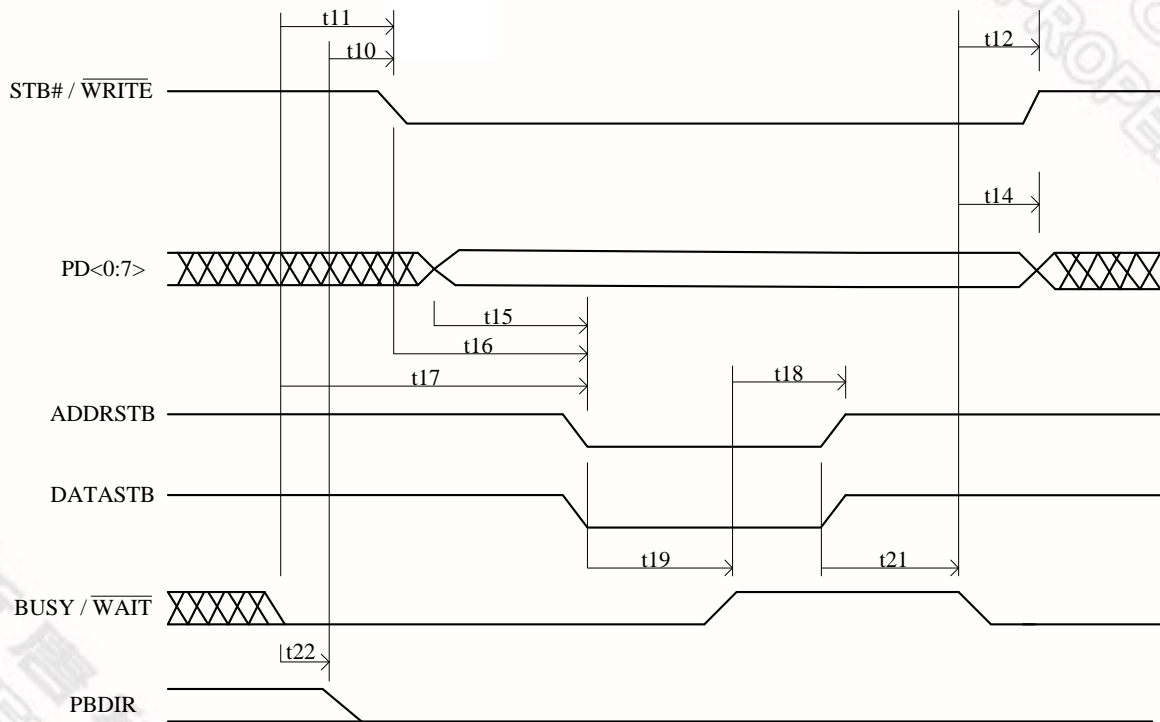 t11
t10
t12
STB# / WRITE
t14
PD<0:7>
t15
t16
t17
t18
ADDRSTB
DATASTB
t19
t21
BUSY / WAIT
t22
PBDIR